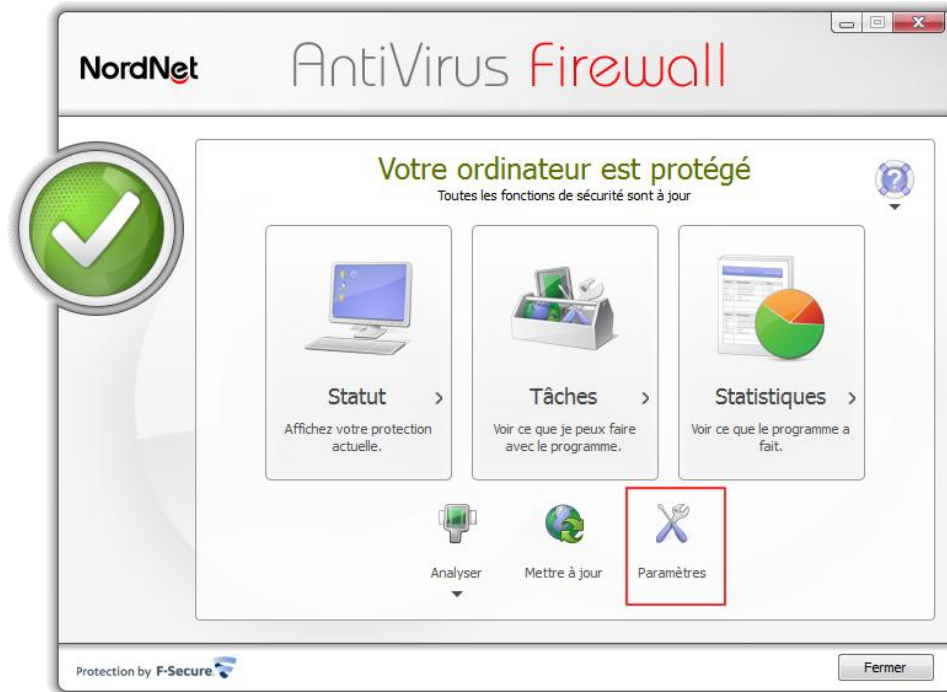 NordNet
AntiVirus Firewall
Votre ordinateur est protégé
Toutes les fonctions de sécurité sont à jour
?
Statut >
Affichez votre protection
actuelle.
Tâches >
Voir ce que je peux faire
avec le programme.
Statistiques >
Voir ce que le programme a
fait.
Analyser
Mettre à jour
Paramètres
Protection by F-Secure.
Fermer